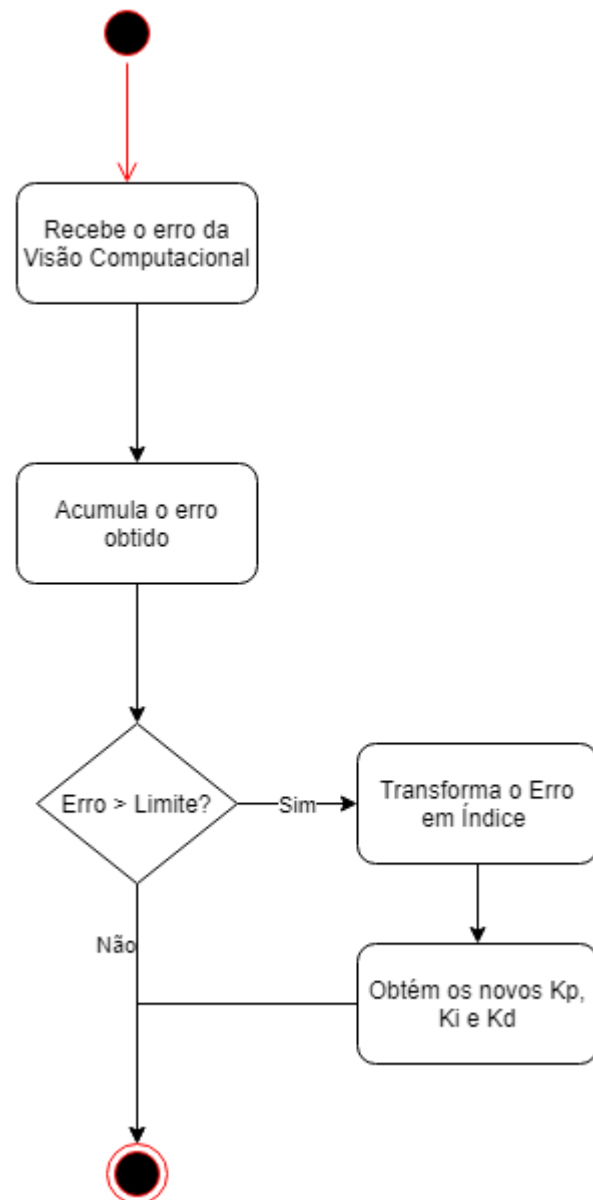 Recebe o erro da
Visão Computacional
Acumula o erro
obtido
Erro > Limite?
Sim
Transforma o Erro
em Índice
Não
Obtém os novos Kp,
Ki e Kd